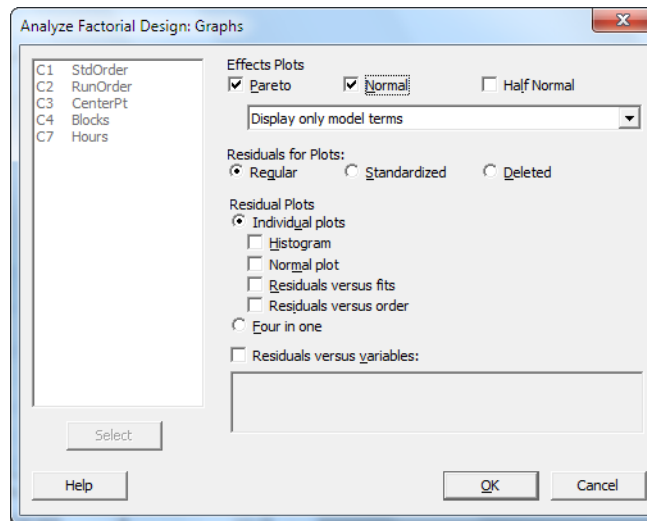 Analyze Factorial Design: Graphs
C1 StdOrder
C2 RunOrder
C3 CenterPt
C4 Blocks
C7 Hours
Effects Plots
Pareto
Normal
Half Normal
Display only model terms
Residuals for Plots:
Regular
Standardized
Deleted
Residual Plots
Individual plots
Histogram
Normal plot
Residuals versus fits
Residuals versus order
Four in one
Residuals versus variables:
Select
Help
OK
Cancel